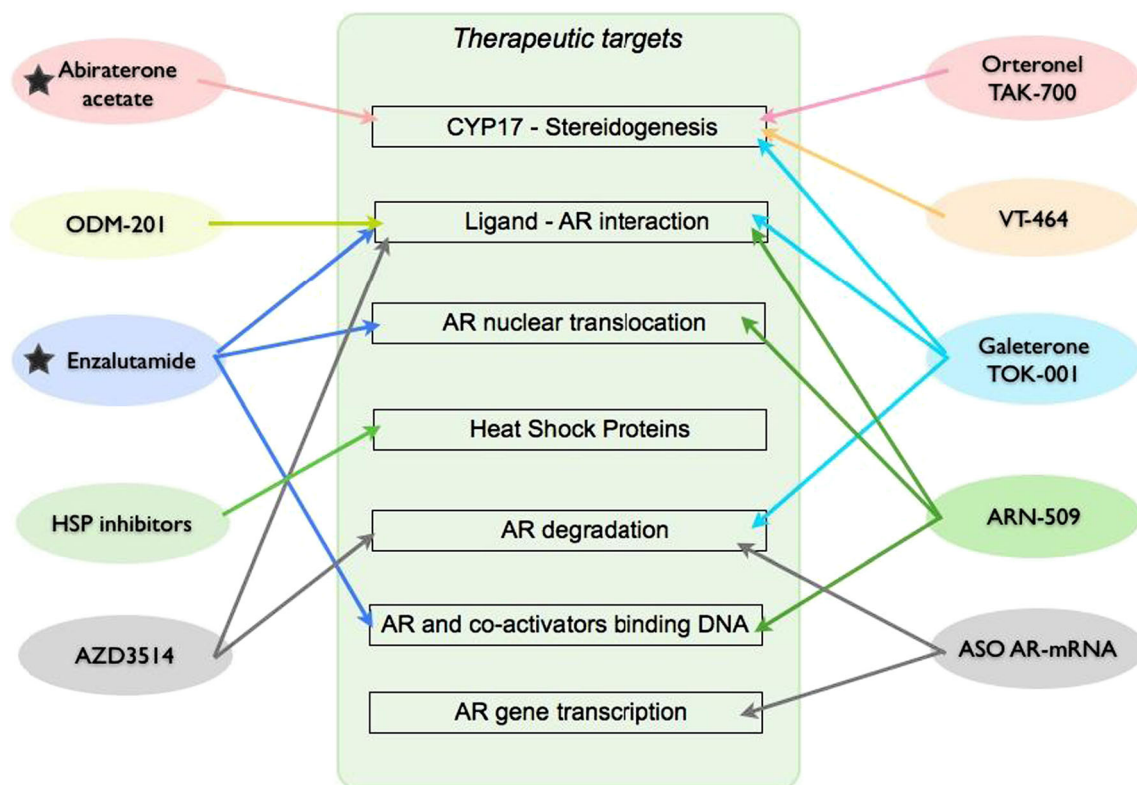 Therapeutic targets
Abiraterone
acetate
Orteronel
TAK-700
CYP17 - Stereidogenesis
ODM-201
Ligand - AR interaction
VT-464
AR nuclear translocation
Enzalutamide
Galeterone
TOK-001
Heat Shock Proteins
HSP inhibitors
AR degradation
ARN-509
AR and co-activators binding DNA
AZD3514
ASO AR-mRNA
AR gene transcription